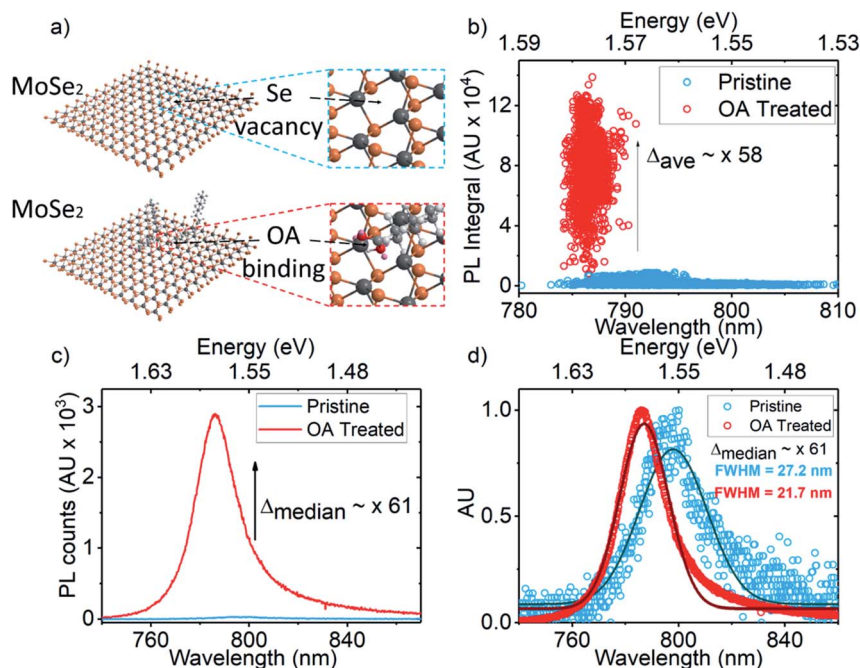 a)
MoSe₂
Se
vacancy
MoSe₂
OA
binding
b)
Energy (eV)
1.59 1.57 1.55 1.53
PL Integral (AU x 10⁴)
12
8
4
0
Pristine
OA Treated
Δave ~ x 58
780 790 800 810
Wavelength (nm)
c)
Energy (eV)
1.63 1.55 1.48
PL counts (AU x 10³)
3
2
1
0
Pristine
OA Treated
Δmedian ~ x 61
760 800 840
Wavelength (nm)
d)
Energy (eV)
1.63 1.55 1.48
AU
1.0
0.5
0.0
Pristine
OA Treated
Δmedian ~ x 61
FWHM = 27.2 nm
FWHM = 21.7 nm
760 800 840
Wavelength (nm)